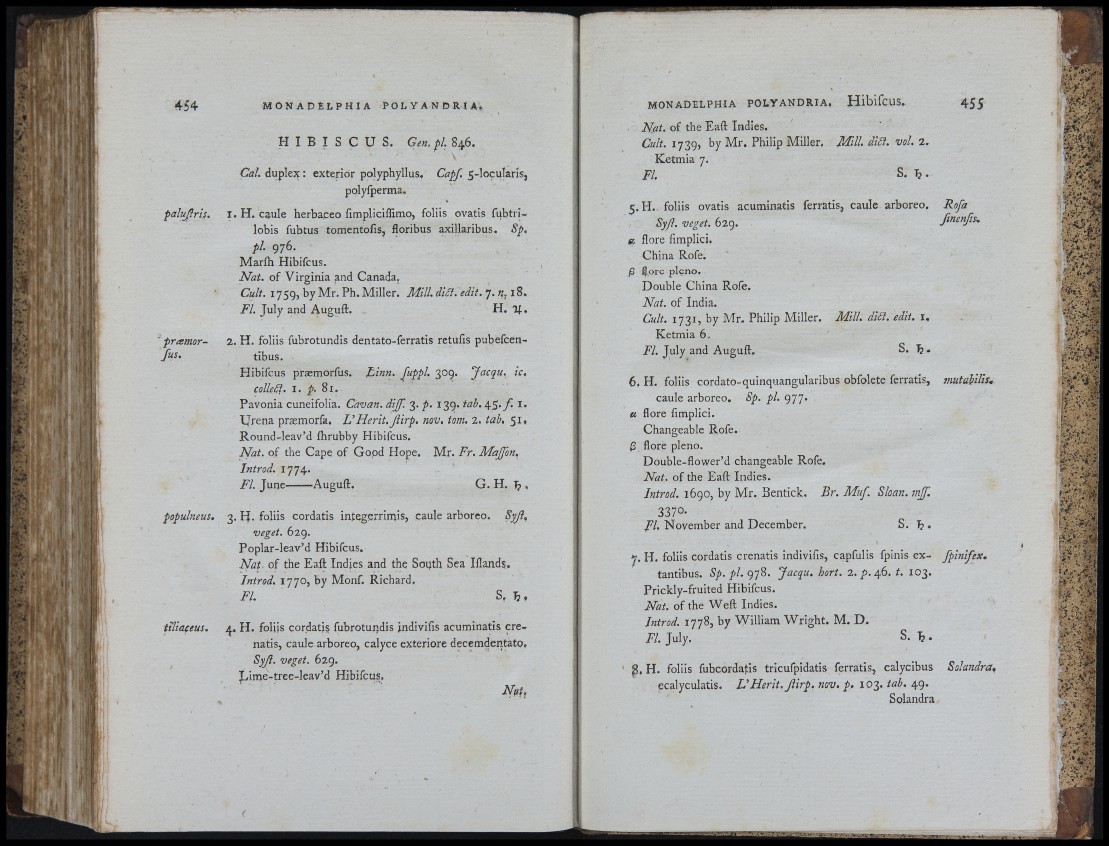 454 MONADELPHIA POLYANDRIA.
HIBISCUS. Gen. pl. 846.
Cal. duplex: exterior polyphyllus. Capſ. 5-locularis,
polyſperma.
paluſtris. 1. H. caule herbaceo ſimpliciſſimo, foliis ovatis ſubtri-
lobis ſubtus tomentoſis, floribus axillaribus. Sp.
pl. 976.
Marſh Hibiſcus.
Nat. of Virginia and Canada.
Cult. 1759, by Mr. Ph. Miller. Mill. dict. edit. 7. n. 18.
Fl. July and Auguſt. H. ♃.
præmor- 2. H. foliis ſubrotundis dentato-ſerratis retuſis pubeſcen-
ſus. tibus.
Hibiſcus præmorſus. Linn. ſuppl. 309. Jacqu. ic.
collect. 1. p. 81.
Pavonia cuneifolia. Cavan. diſſ. 3. p. 139. tab. 45. f. 1.
Urena præmorſa. L'Herit. ſtirp. nov. tom. 2. tab. 51.
Round-leav'd ſhrubby Hibiſcus.
Nat. of the Cape of Good Hope. Mr. Fr. Maſſon.
Introd. 1774.
Fl. June——Auguſt. G. H. ♄.
populneus. 3. H. foliis cordatis integerrimis, caule arboreo. Syſt.
veget. 629.
Poplar-leav'd Hibiſcus.
Nat. of the Eaſt Indies and the South Sea Iſlands.
Introd. 1770, by Monſ. Richard.
Fl. S. ♄.
tiliaceus. 4. H. foliis cordatis ſubrotundis indiviſis acuminatis cre-
natis, caule arboreo, calyce exteriore decemdentato.
Syſt. veget. 629.
Lime-tree-leav'd Hibiſcus.
Nat.
MONADELPHIA POLYANDRIA. Hibiſcus. 455
Nat. of the Eaſt Indies.
Cult. 1739, by Mr. Philip Miller. Mill. dict. vol. 2.
Ketmia 7.
Fl. S. ♄.
5. H. foliis ovatis acuminatis ſerratis, caule arboreo. Roſa
Syſt. veget. 629. ſinenſis.
α flore ſimplici.
China Roſe.
β flore pleno.
Double China Roſe.
Nat. of India.
Cult. 1731, by Mr. Philip Miller. Mill. dict. edit. 1.
Ketmia 6.
Fl. July and Auguſt. S. ♄.
6. H. foliis cordato-quinquangularibus obſolete ſerratis, mutabilis.
caule arboreo. Sp. pl. 977.
α flore ſimplici.
Changeable Roſe.
β flore pleno.
Double-flower'd changeable Roſe.
Nat. of the Eaſt Indies.
Introd. 1690, by Mr. Bentick. Br. Muſ. Sloan. mſſ.
3370.
Fl. November and December. S. ♄.
7. H. foliis cordatis crenatis indiviſis, capſulis ſpinis ex- ſpinifex.
tantibus. Sp. pl. 978. Jacqu. hort. 2. p. 46. t. 103.
Prickly-fruited Hibiſcus.
Nat. of the Weſt Indies.
Introd. 1778, by William Wright. M. D.
Fl. July. S. ♄.
8. H. foliis ſubcordatis tricuſpidatis ſerratis, calycibus Solandra.
ecalyculatis. L'Herit. ſtirp. nov. p. 103. tab. 49.
Solandra